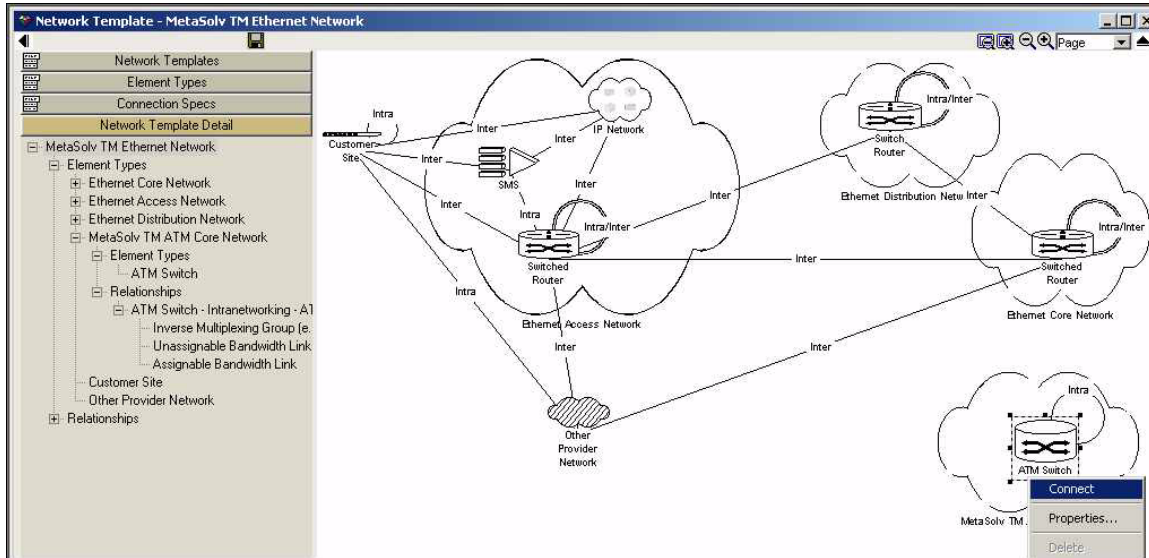 Network Template - MetaSolv TM Ethernet Network
Page
Network Templates
Element Types
Connection Specs
Network Template Detail
MetaSolv TM Ethernet Network
Element Types
Ethernet Core Network
Ethernet Access Network
Ethernet Distribution Network
MetaSolv TM ATM Core Network
Element Types
ATM Switch
Relationships
ATM Switch - Intranetworking - AT
Inverse Multiplexing Group (e.
Unassignable Bandwidth Link
Assignable Bandwidth Link
Customer Site
Other Provider Network
Relationships
Intra
Customer
Site
Inter
IP Network
Inter
Inter
SMS
Inter
Inter
Intra
Intra/Inter
Switched
Router
Ethernet Access Network
Intra
Inter
Inter
Intra/Inter
Switch
Router
Ethernet Distribution Netw
Inter
Intra/Inter
Switched
Router
Ethernet Core Network
Inter
Inter
Other
Provider
Network
Intra
ATM Switch
MetaSolv TM
Connect
Properties...
Delete